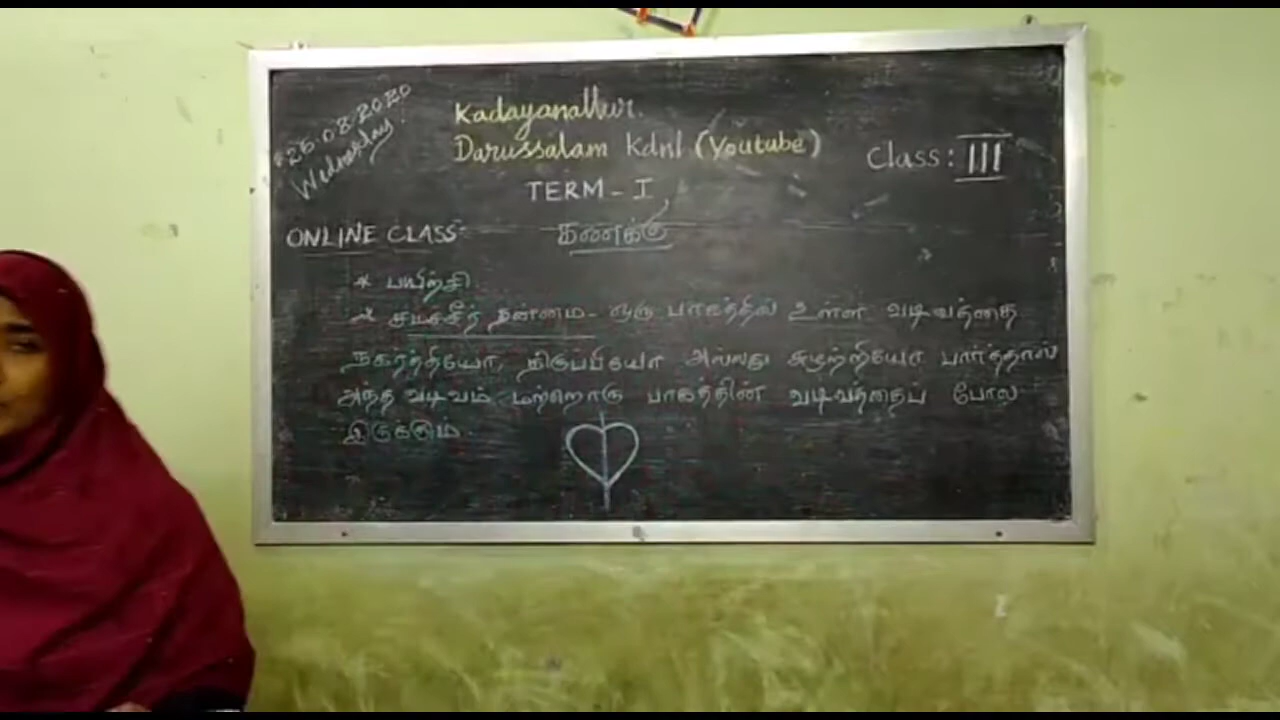 26.08.2020
Wednesday.
Kadayanallur.
Darussalam Kdnl (Youtube)
Class: III
TERM - I
ONLINE CLASS:-
கணக்கு
* பயிற்சி
* சமச்சீர் தன்மை - ஒரு பாகத்தில் உள்ள வடிவத்தை
நகர்த்தியோ, திருப்பியோ அல்லது சுழற்றியோ பார்த்தால்
அந்த வடிவம் மற்றொரு பாகத்தின் வடிவத்தைப் போல
இருக்கும்.